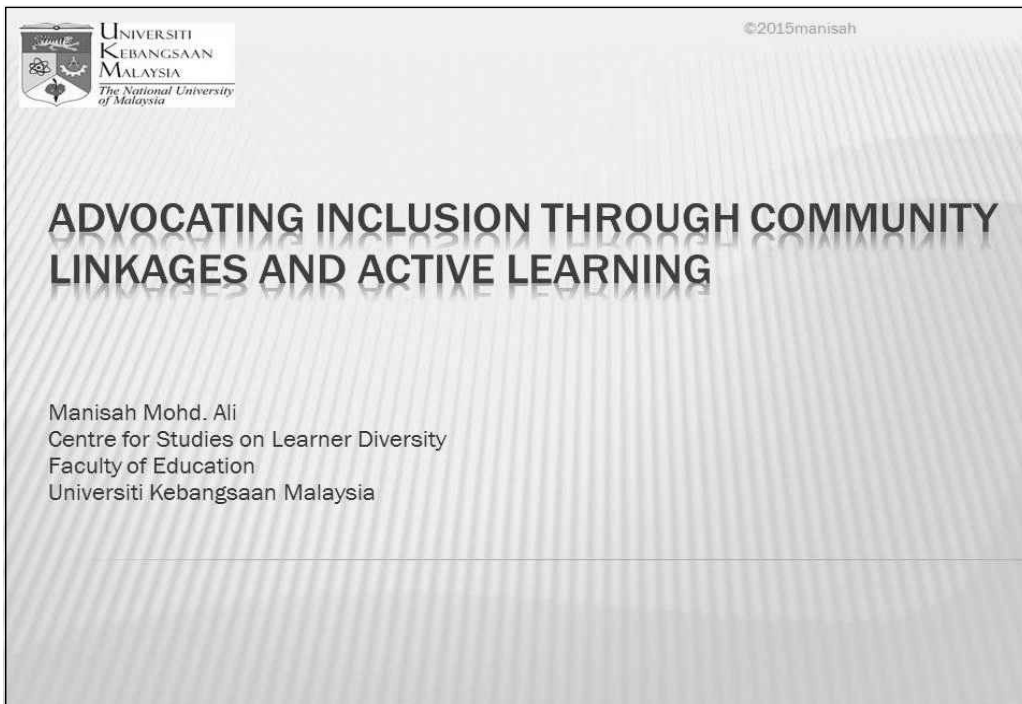 UNIVERSITI
KEBANGSAAN
MALAYSIA
The National University
of Malaysia
©2015manisah
ADVOCATING INCLUSION THROUGH COMMUNITY
LINKAGES AND ACTIVE LEARNING
Manisah Mohd. Ali
Centre for Studies on Learner Diversity
Faculty of Education
Universiti Kebangsaan Malaysia